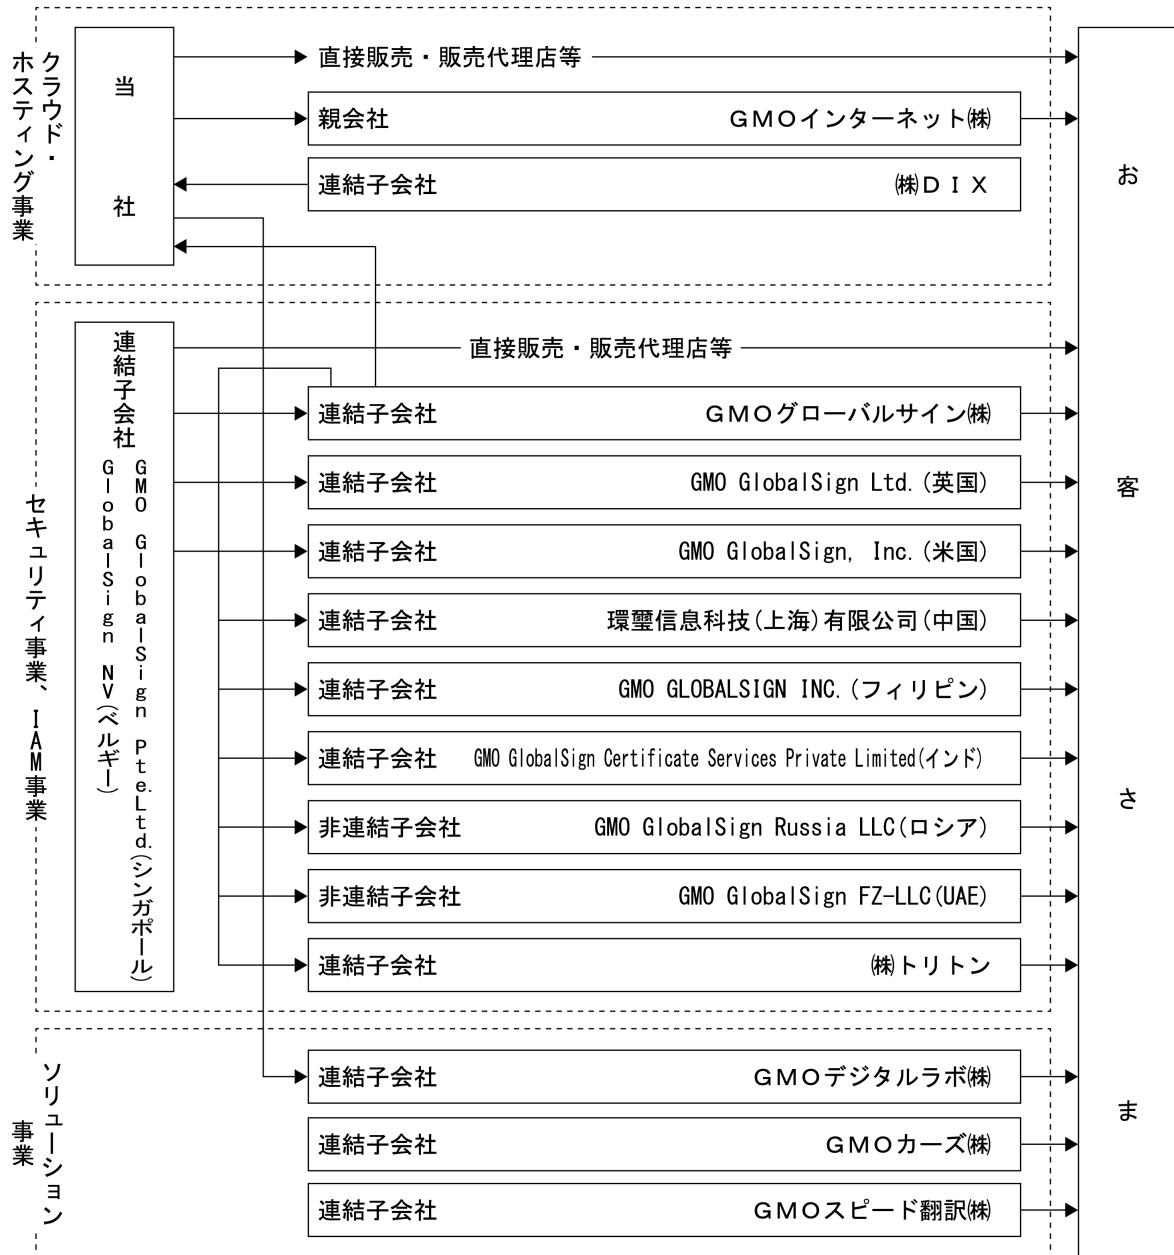 クラウド・
ホスティング事業
当社
直接販売・販売代理店等
親会社 GMOインターネット㈱
連結子会社 ㈱DIX
セキュリティ事業、IAM事業
連結子会社
GMO GlobalSign Pte.Ltd.(シンガポール)
GlobalSign NV(ベルギー)
直接販売・販売代理店等
連結子会社 GMOグローバルサイン㈱
連結子会社 GMO GlobalSign Ltd.(英国)
連結子会社 GMO GlobalSign, Inc.(米国)
連結子会社 環璽信息科技(上海)有限公司(中国)
連結子会社 GMO GLOBALSIGN INC.(フィリピン)
連結子会社 GMO GlobalSign Certificate Services Private Limited(インド)
非連結子会社 GMO GlobalSign Russia LLC(ロシア)
非連結子会社 GMO GlobalSign FZ-LLC(UAE)
連結子会社 ㈱トリトン
ソリューション
事業
連結子会社 GMOデジタルラボ㈱
連結子会社 GMOカーズ㈱
連結子会社 GMOスピード翻訳㈱
お客さま